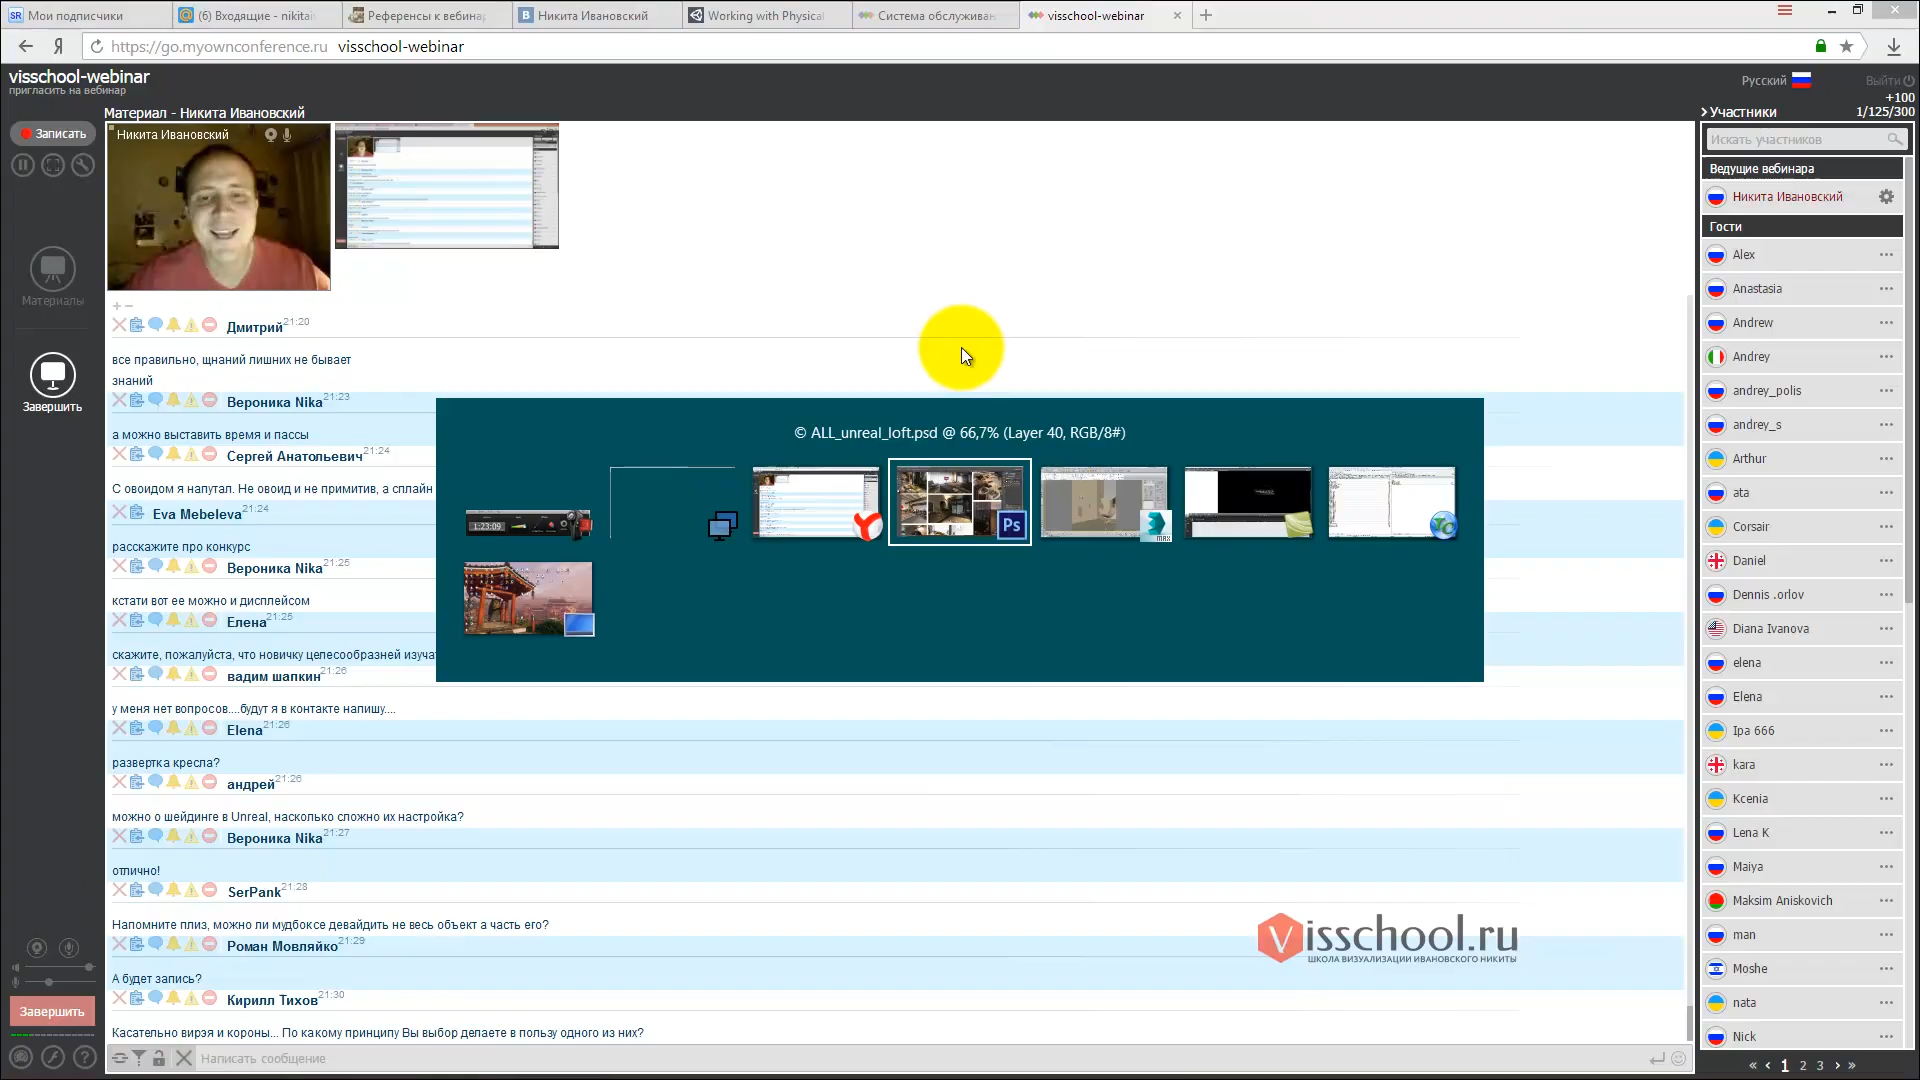 Мои подписчики
(6) Входящие - nikitai
Референсы к вебинар
Никита Ивановский
Working with Physical
Система обслуживан
visschool-webinar
https://go.myownconference.ru visschool-webinar
visschool-webinar
пригласить на вебинар
Русский
Выйти
+100
Материал - Никита Ивановский
Участники
1/125/300
Записать
Материалы
Завершить
Никита Ивановский
Дмитрий 21:20
все правильно, щнаний лишних не бывает
знаний
Вероника Nika 21:23
а можно выставить время и пассы
Сергей Анатольевич 21:24
С овоидом я напутал. Не овоид и не примитив, а сплайн
Eva Mebeleva 21:24
расскажите про конкурс
Вероника Nika 21:25
кстати вот ее можно и дисплейсом
Елена 21:25
скажите, пожалуйста, что новичку целесообразней изуча
вадим шапкин 21:26
у меня нет вопросов....будут я в контакте напишу....
Elena 21:26
развертка кресла?
андрей 21:26
можно о шейдинге в Unreal, насколько сложно их настройка?
Вероника Nika 21:27
отлично!
SerPank 21:28
Напомните плиз, можно ли мудбоксе девайдить не весь объект а часть его?
Роман Мовляйко 21:29
А будет запись?
Кирилл Тихов 21:30
Касательно вирэя и короны... По какому принципу Вы выбор делаете в пользу одного из них?
Написать сообщение
© ALL_unreal_loft.psd @ 66,7% (Layer 40, RGB/8#)
1:23:09
Ps
MAX
Visschool.ru
ШКОЛА ВИЗУАЛИЗАЦИИ ИВАНОВСКОГО НИКИТЫ
Завершить
Искать участников
Ведущие вебинара
Никита Ивановский
Гости
Alex
Anastasia
Andrew
Andrey
andrey_polis
andrey_s
Arthur
ata
Corsair
Daniel
Dennis .orlov
Diana Ivanova
elena
Elena
Ipa 666
kara
Kcenia
Lena K
Maiya
Maksim Aniskovich
man
Moshe
nata
Nick
« ‹ 1 2 3 › »